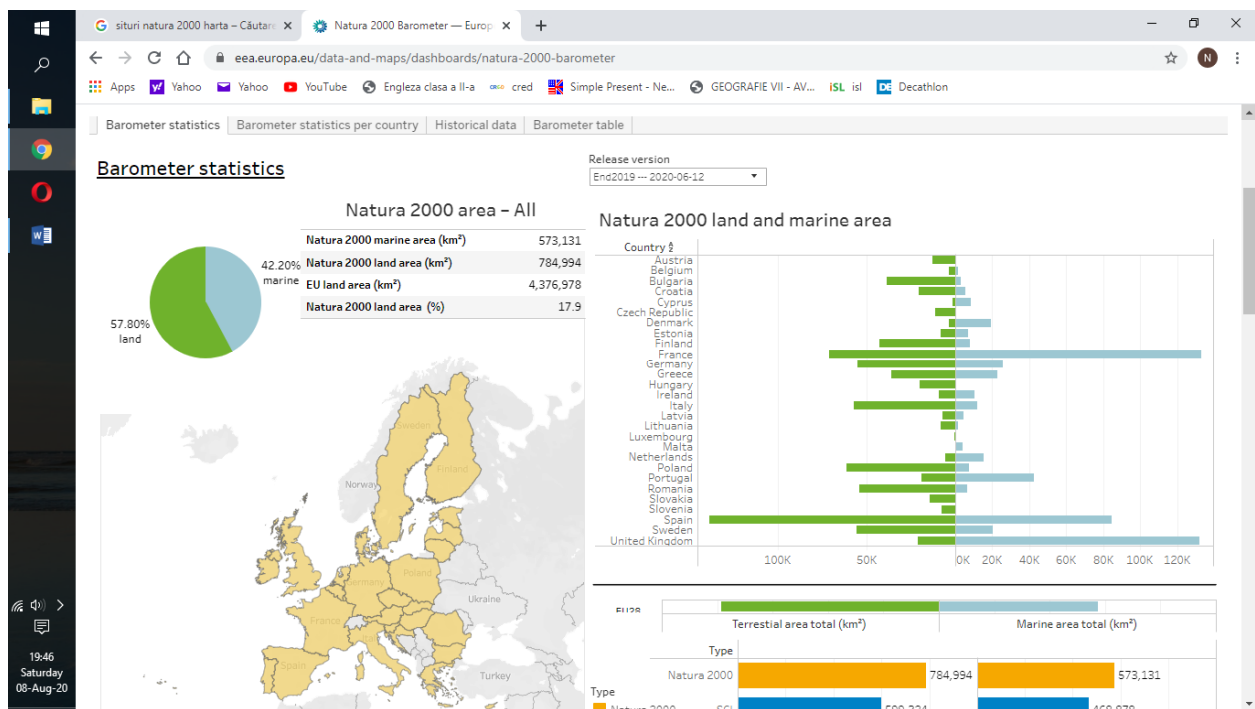 situri natura 2000 harta – Căutare
Natura 2000 Barometer — Europ
eea.europa.eu/data-and-maps/dashboards/natura-2000-barometer
N
Apps Yahoo Yahoo YouTube Engleza clasa a II-a cred Simple Present - Ne... GEOGRAFIE VII - AV... iSL isl DE Decathlon
Barometer statistics Barometer statistics per country Historical data Barometer table
Barometer statistics
Release version
End2019 --- 2020-06-12
Natura 2000 area – All
Natura 2000 marine area (km²) 573,131
Natura 2000 land area (km²) 784,994
EU land area (km²) 4,376,978
Natura 2000 land area (%) 17.9
42.20%
marine
57.80%
land
Sweden
Finland
Norway
Poland
Germany
Ukraine
France
Spain
Turkey
Natura 2000 land and marine area
Country
Austria
Belgium
Bulgaria
Croatia
Cyprus
Czech Republic
Denmark
Estonia
Finland
France
Germany
Greece
Hungary
Ireland
Italy
Latvia
Lithuania
Luxembourg
Malta
Netherlands
Poland
Portugal
Romania
Slovakia
Slovenia
Spain
Sweden
United Kingdom
100K 50K 0K 20K 40K 60K 80K 100K 120K
EU28
Terrestial area total (km²) Marine area total (km²)
Type
Natura 2000 784,994 573,131
Type
Natura 2000 SCI
19:46
Saturday
08-Aug-20